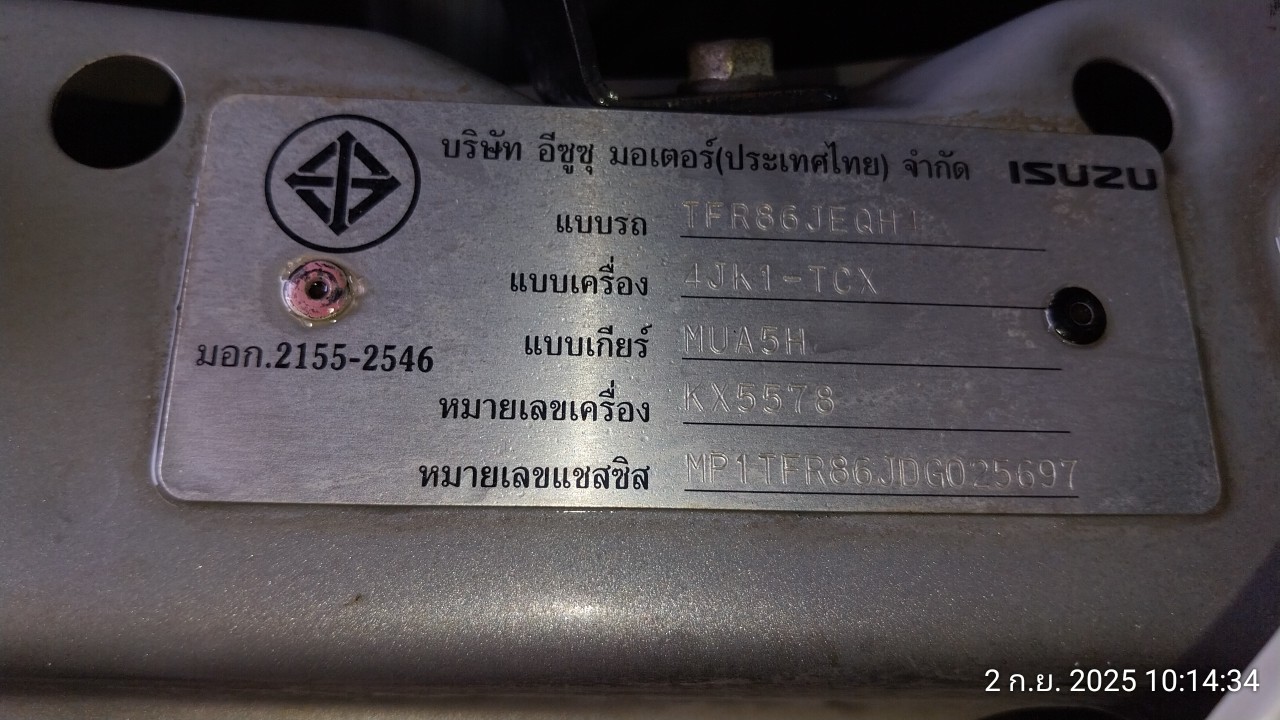 บริษัท อีซูซุ มอเตอร์(ประเทศไทย) จำกัด ISUZU
แบบรถ TFR86JEQH1
แบบเครื่อง 4JK1-TCX
แบบเกียร์ MUA5H
มอก.2155-2546
หมายเลขเครื่อง KX5578
หมายเลขแชสซิส MP1TFR86JDG025697
2 ก.ย. 2025 10:14:34